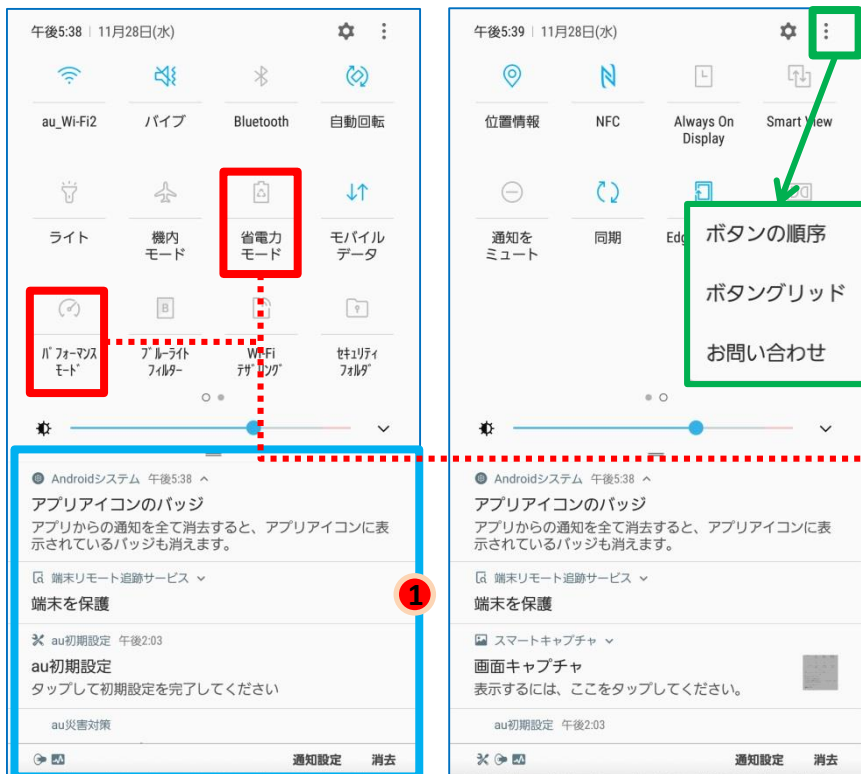 午後5:38 | 11月28日(水)
au_Wi-Fi2 バイブ Bluetooth 自動回転
ライト 機内モード 省電力モード モバイルデータ
パフォーマンスモード ブルーライトフィルター Wi-Fiテザリング セキュリティフォルダ
Androidシステム 午後5:38
アプリアイコンのバッジ
アプリからの通知を全て消去すると、アプリアイコンに表
示されているバッジも消えます。
端末リモート追跡サービス
端末を保護
1
au初期設定 午後2:03
au初期設定
タップして初期設定を完了してください
au災害対策
通知設定 消去
午後5:39 | 11月28日(水)
位置情報 NFC Always On Display Smart View
通知をミュート 同期 Edg
ボタンの順序
ボタングリッド
お問い合わせ
Androidシステム 午後5:38
アプリアイコンのバッジ
アプリからの通知を全て消去すると、アプリアイコンに表
示されているバッジも消えます。
端末リモート追跡サービス
端末を保護
スマートキャプチャ
画面キャプチャ
表示するには、ここをタップしてください。
au初期設定 午後2:03
通知設定 消去